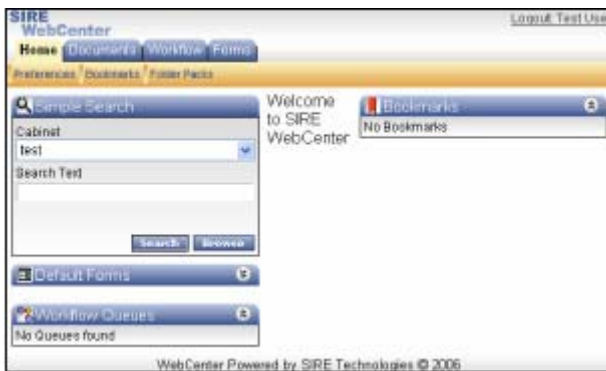 SIRE
WebCenter
Logout Test Use
Home Documents Workflow Forms
Preferences Bookmarks Folder Packs
Simple Search
Cabinet
test
Search Text
Search Browse
Default Forms
Workflow Queues
No Queues found
Welcome
to SIRE
WebCenter
Bookmarks
No Bookmarks
WebCenter Powered by SIRE Technologies © 2006